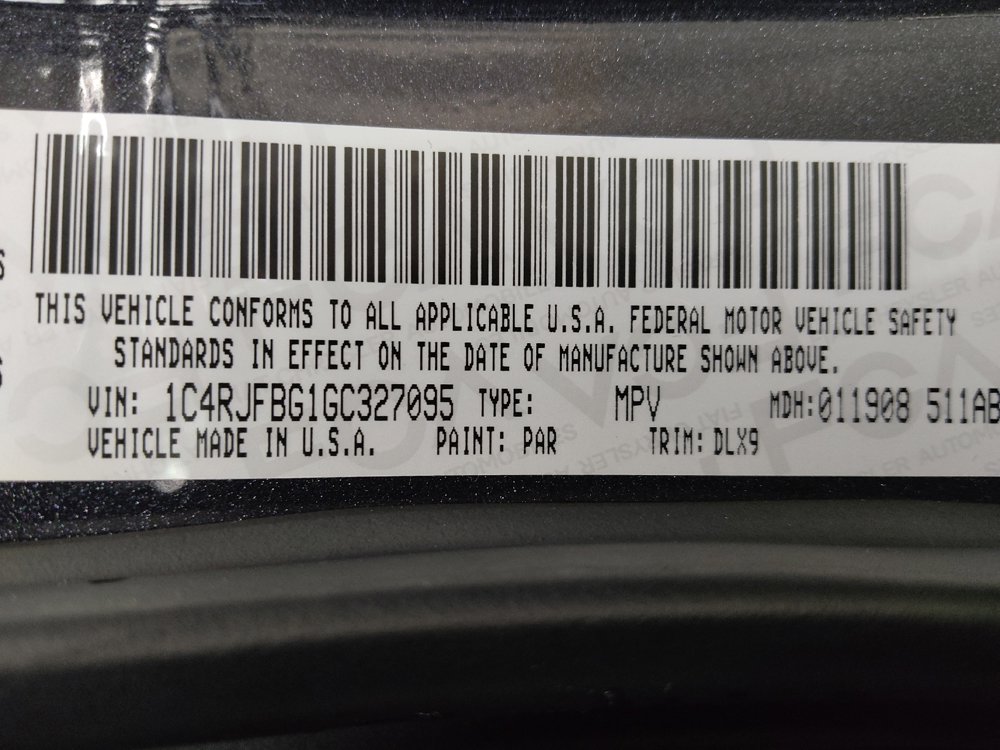 THIS VEHICLE CONFORMS TO ALL APPLICABLE U.S.A. FEDERAL MOTOR VEHICLE SAFETY
STANDARDS IN EFFECT ON THE DATE OF MANUFACTURE SHOWN ABOVE.
VIN: 1C4RJFBG1GC327095 TYPE: MPV MDH:011908 511AB
VEHICLE MADE IN U.S.A. PAINT: PAR TRIM: DLX9